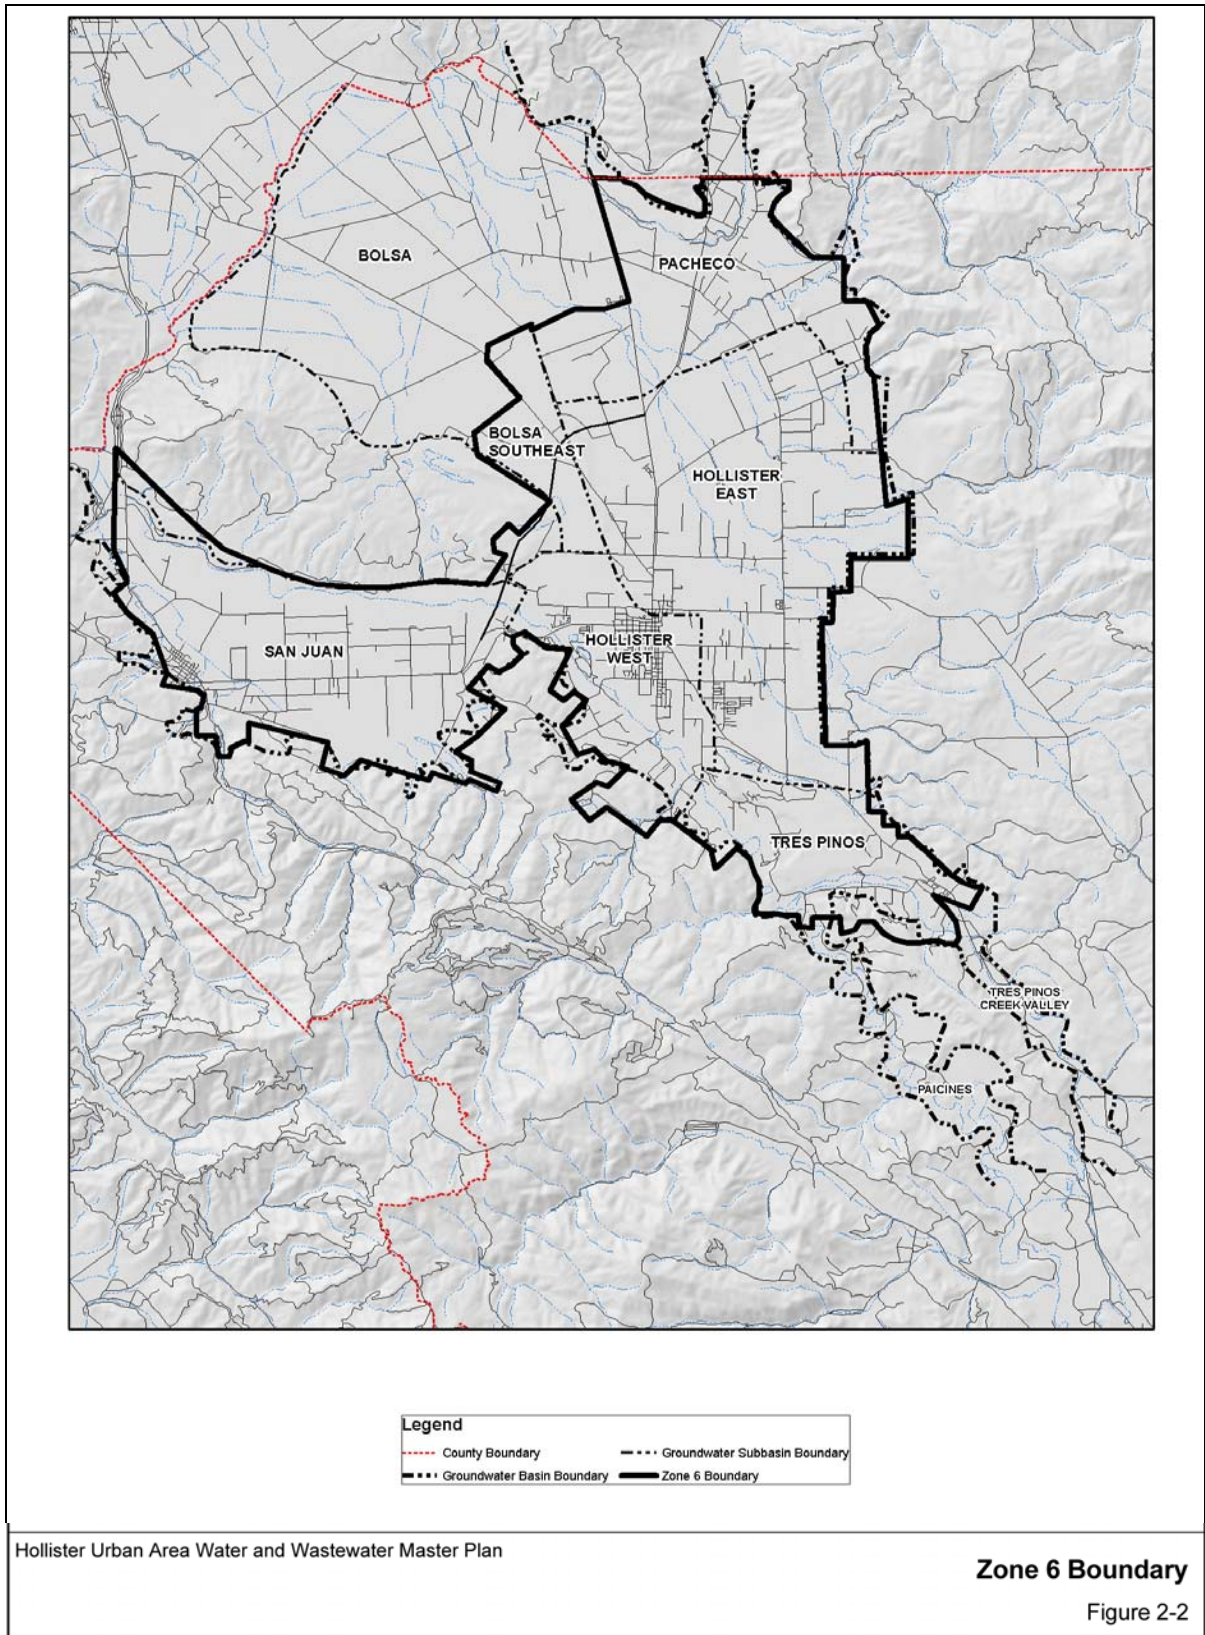 BOLSA
PACHECO
BOLSA
SOUTHEAST
HOLLISTER
EAST
SAN JUAN
HOLLISTER
WEST
TRES PINOS
TRES PINOS
CREEK VALLEY
PAICINES
Legend
County Boundary
Groundwater Subbasin Boundary
Groundwater Basin Boundary
Zone 6 Boundary
Hollister Urban Area Water and Wastewater Master Plan
Zone 6 Boundary
Figure 2-2